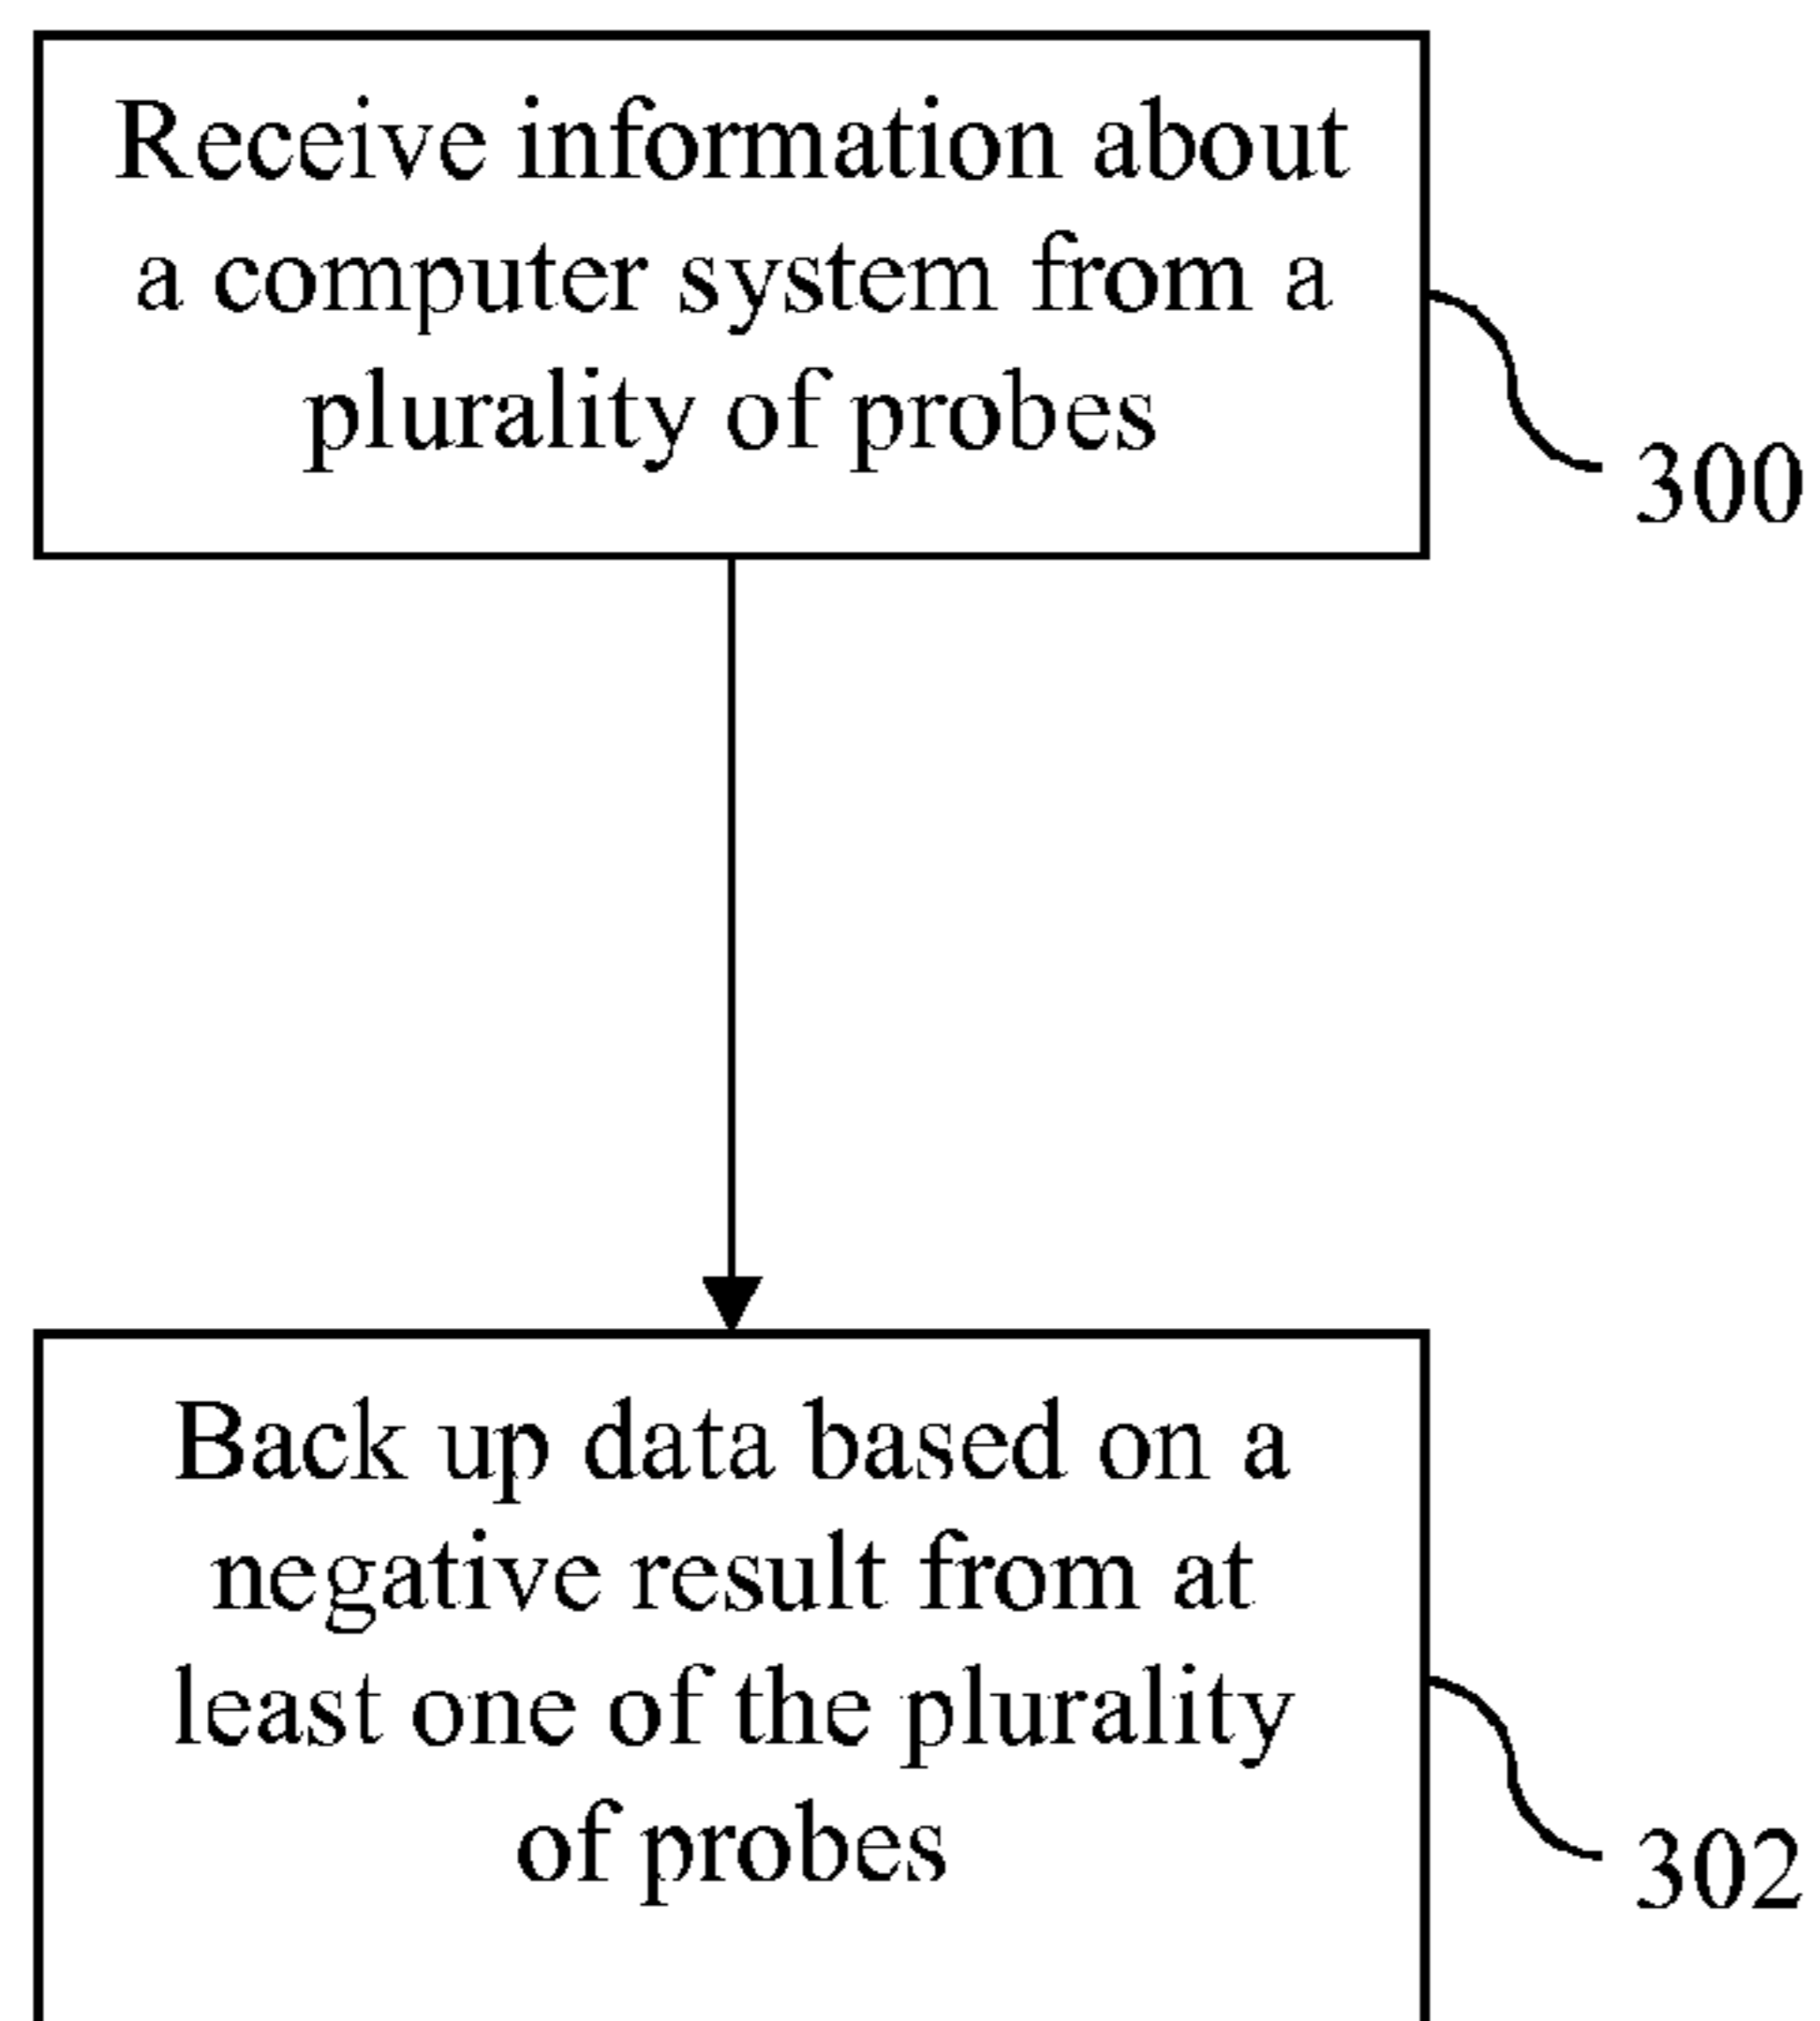 Receive information about
a computer system from a
plurality of probes
300
Back up data based on a
negative result from at
least one of the plurality
of probes
302